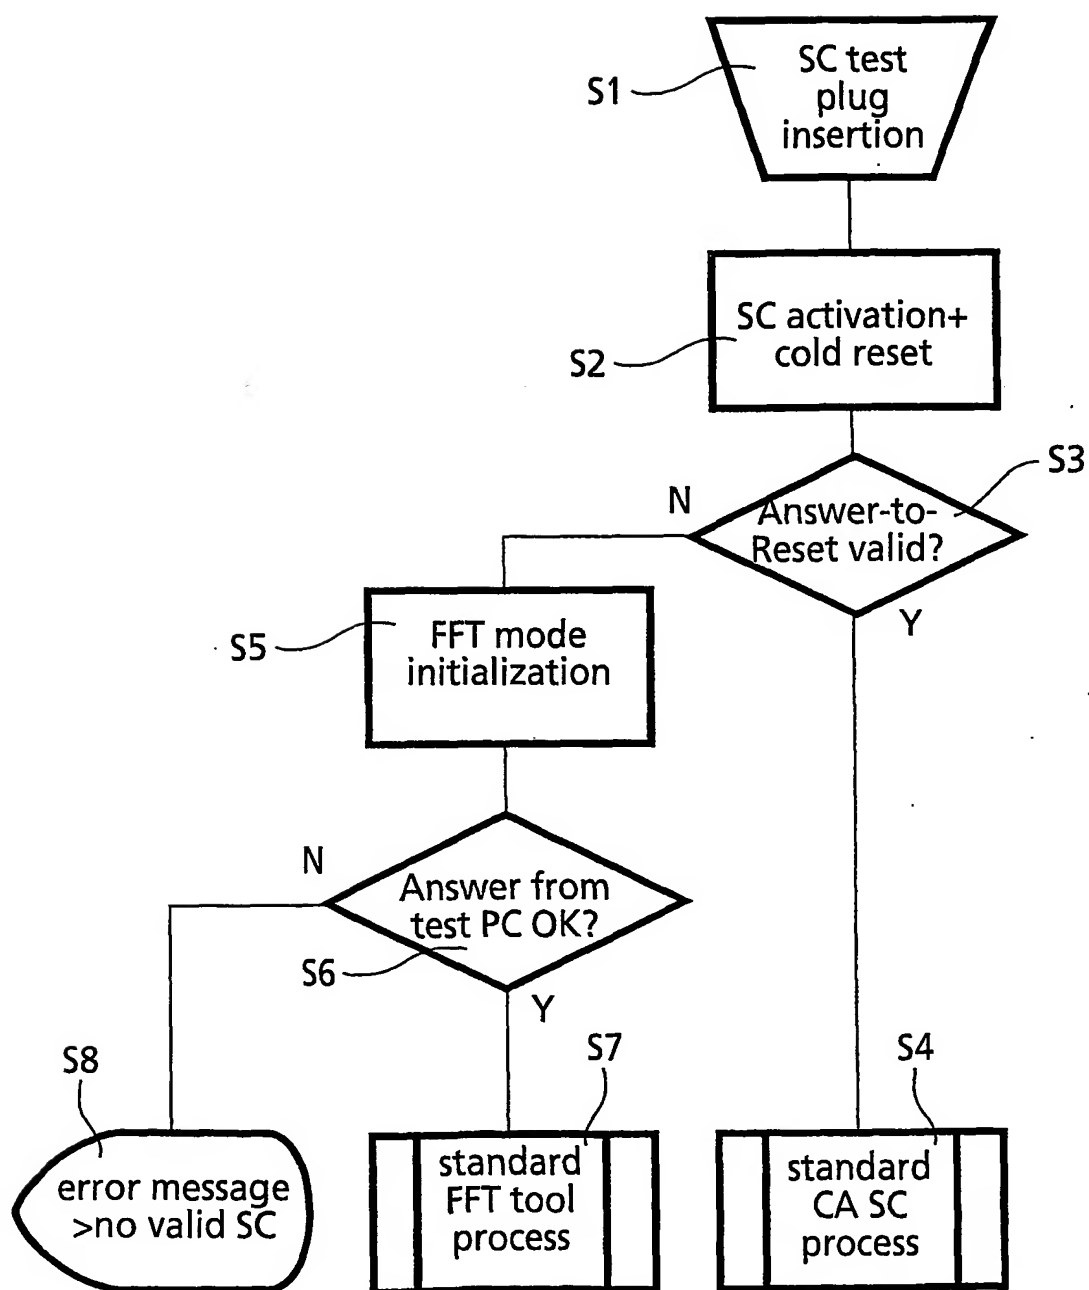 SC test
plug
insertion
S1
SC activation+
cold reset
S2
S3
N
Answer-to-
Reset valid?
Y
FFT mode
initialization
S5
N
Answer from
test PC OK?
S6
Y
S8
S7
S4
error message
>no valid SC
standard
FFT tool
process
standard
CA SC
process